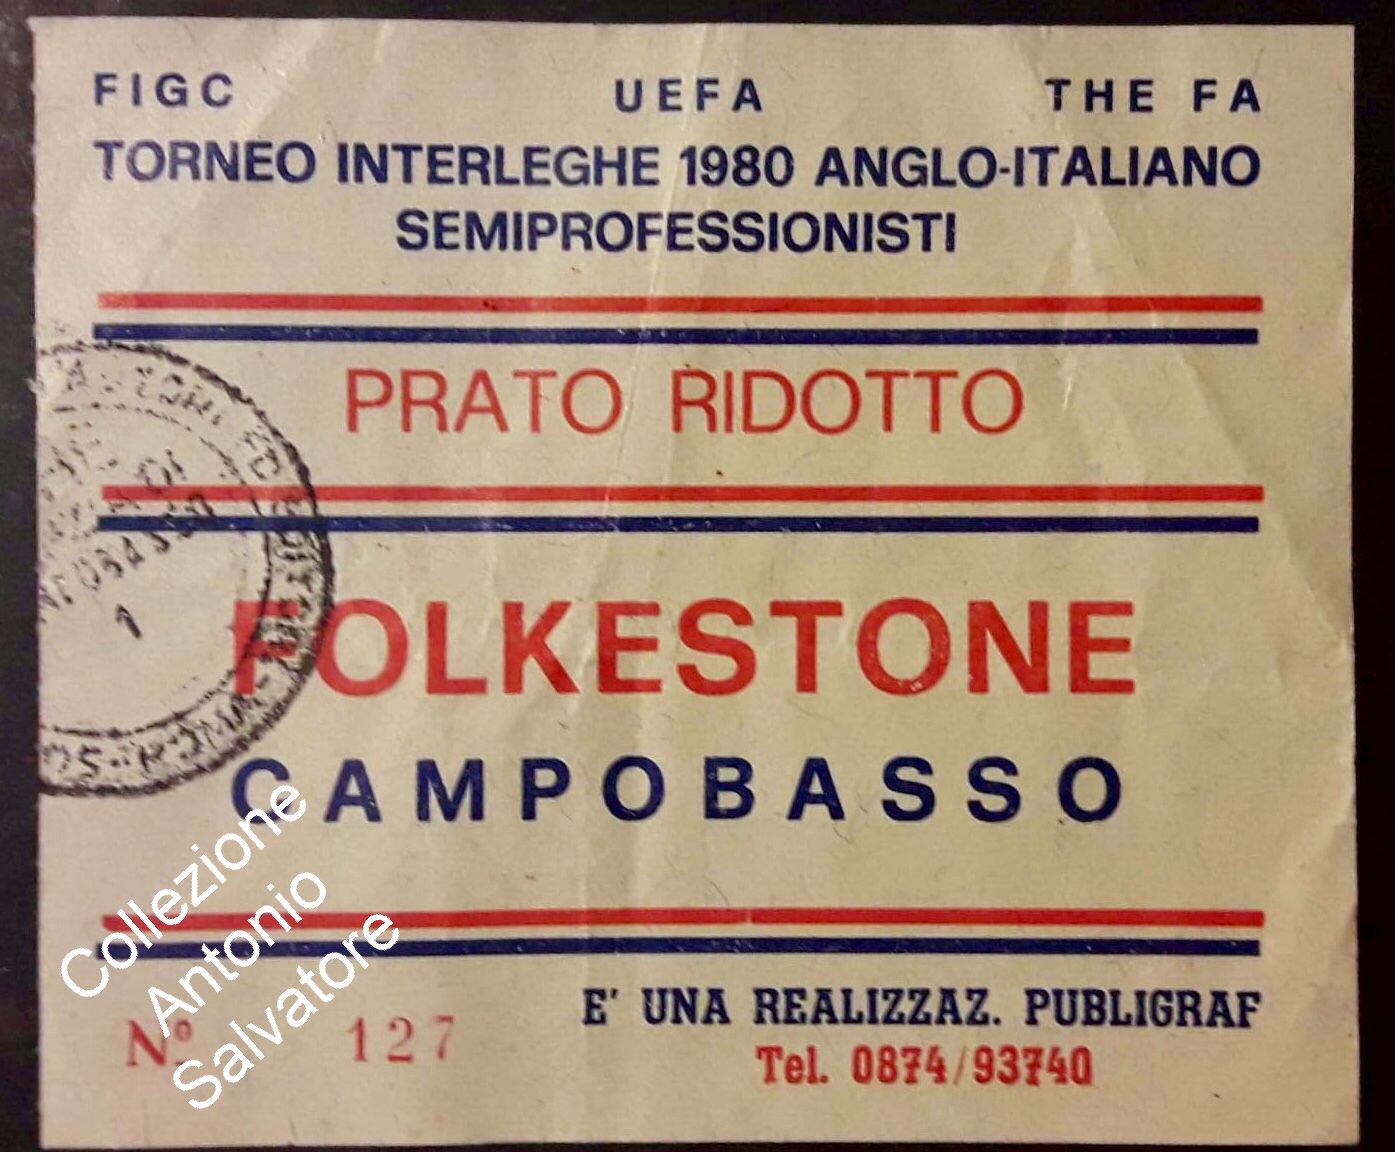 FIGC UEFA THE FA
TORNEO INTERLEGHE 1980 ANGLO-ITALIANO
SEMIPROFESSIONISTI
PRATO RIDOTTO
FOLKESTONE
CAMPOBASSO
Nº 127
E' UNA REALIZZAZ. PUBLIGRAF
Tel. 0874/93740
Collezione
Antonio
Salvatore